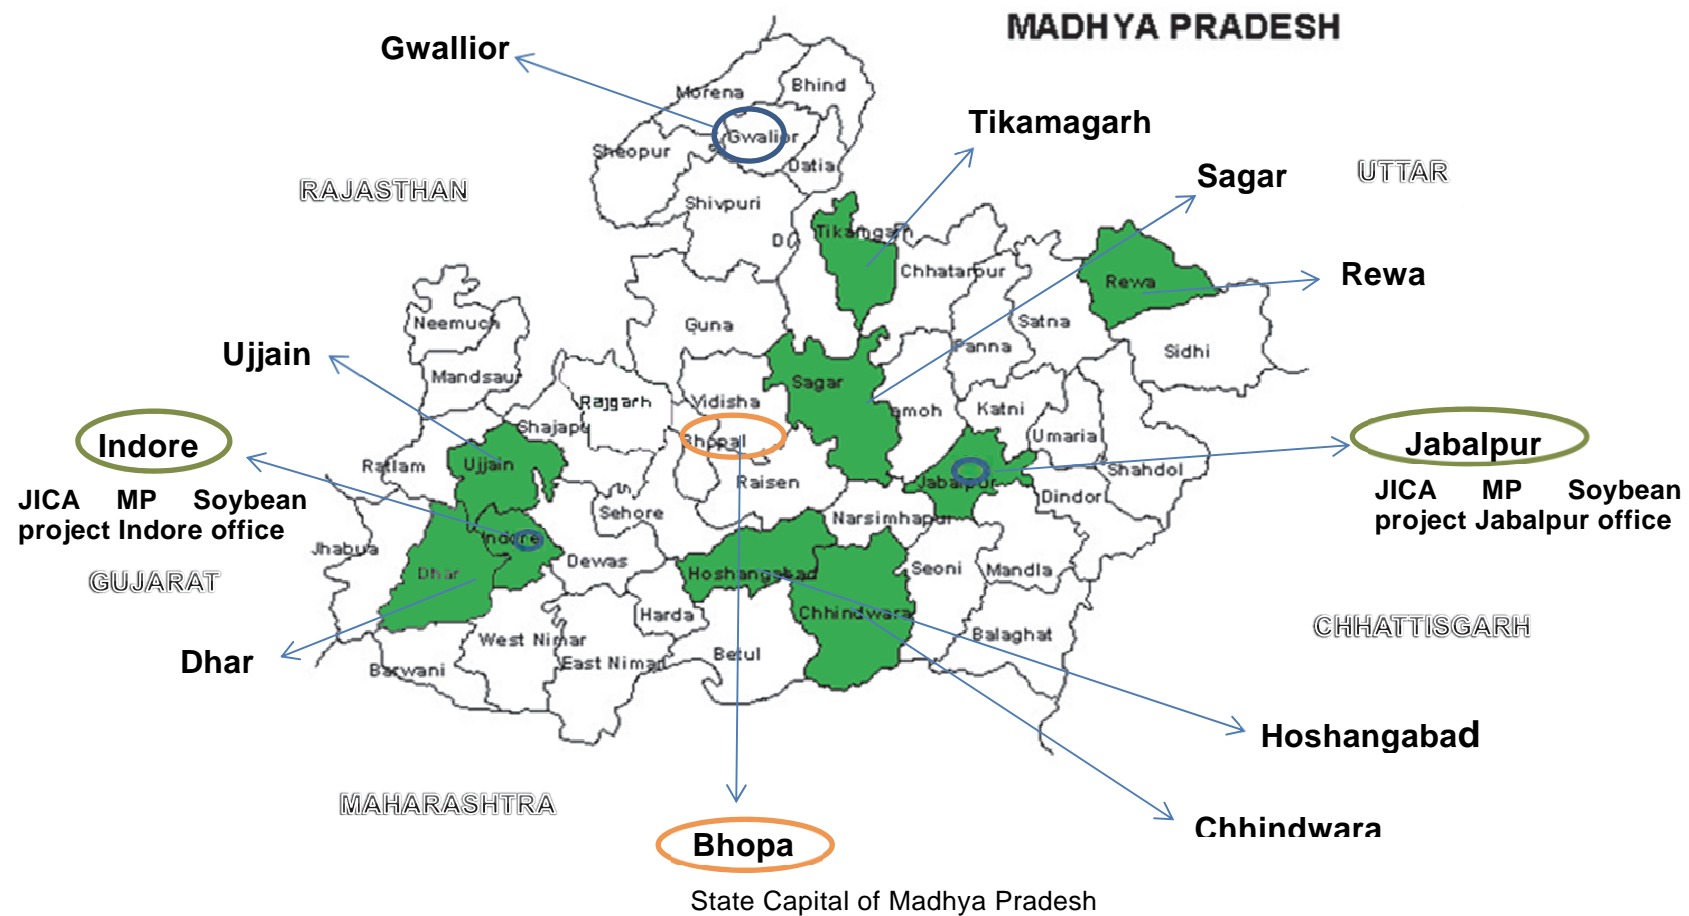 MADHYA PRADESH
Gwallior
Morena
Bhind
Tikamagarh
Gwalior
Sheopur
Datia
Sagar
UTTAR
RAJASTHAN
Shivpuri
Tikamgarh
Chhatarpur
Rewa
Rewa
Neemuch
Guna
Satna
Panna
Sidhi
Ujjain
Mandsaur
Sagar
Rajgarh
Vidisha
amoh
Katni
Indore
Shajapu
Bhopal
Umaria
Jabalpur
Ratlam
Ujjain
Raisen
Jabalpur
Shahdol
Dindori
JICA MP Soybean
project Indore office
JICA MP Soybean
project Jabalpur office
Sehore
Narsimhapur
Jhabua
Indore
Dewas
Dhar
Hoshangabad
Seoni
Mandla
GUJARAT
Harda
Chhindwara
CHHATTISGARH
West Nimar
Balaghat
Dhar
Barwani
East Nimar
Betul
Hoshangabad
MAHARASHTRA
Chhindwara
Bhopa
State Capital of Madhya Pradesh